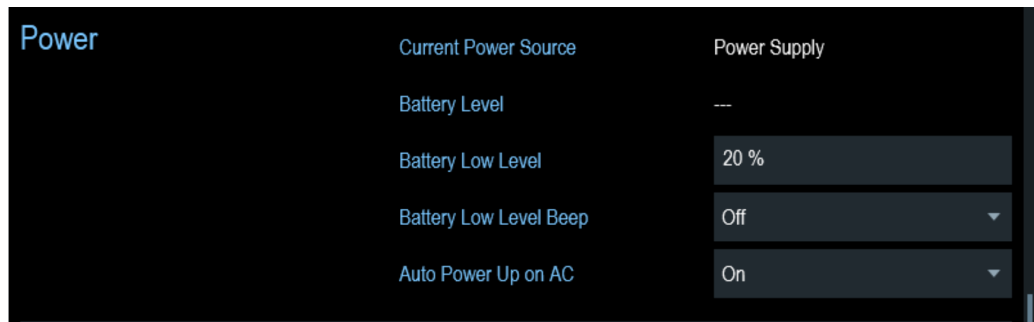 Power
Current Power Source Power Supply
Battery Level ---
Battery Low Level 20 %
Battery Low Level Beep Off
Auto Power Up on AC On